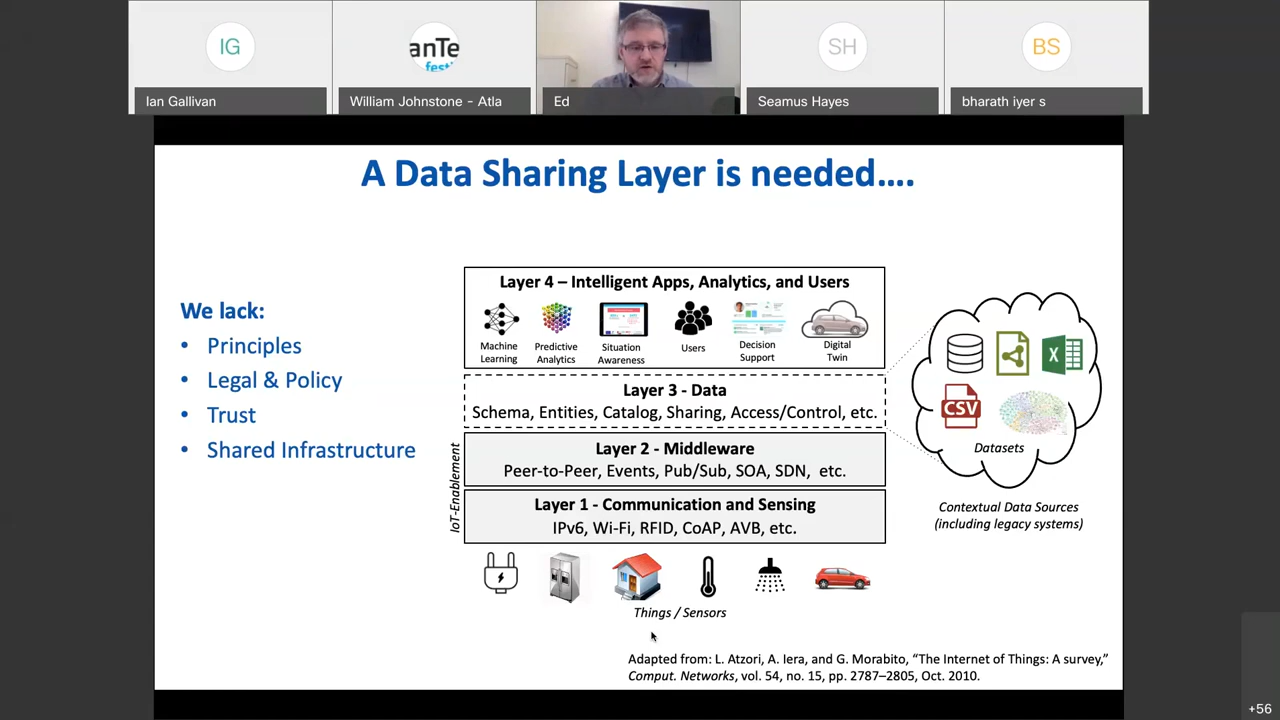 IG
anTe
fest
SH
BS
Ian Gallivan
William Johnstone - Atla
Ed
Seamus Hayes
bharath iyer s
A Data Sharing Layer is needed….
We lack:
• Principles
• Legal & Policy
• Trust
• Shared Infrastructure
Layer 4 – Intelligent Apps, Analytics, and Users
Machine Learning
Predictive Analytics
Situation Awareness
Users
Decision Support
Digital Twin
Layer 3 - Data
Schema, Entities, Catalog, Sharing, Access/Control, etc.
Layer 2 - Middleware
Peer-to-Peer, Events, Pub/Sub, SOA, SDN, etc.
Layer 1 - Communication and Sensing
IPv6, Wi-Fi, RFID, CoAP, AVB, etc.
IoT-Enablement
Things / Sensors
X
CSV
Datasets
Contextual Data Sources
(including legacy systems)
Adapted from: L. Atzori, A. Iera, and G. Morabito, “The Internet of Things: A survey,”
Comput. Networks, vol. 54, no. 15, pp. 2787–2805, Oct. 2010.
+56